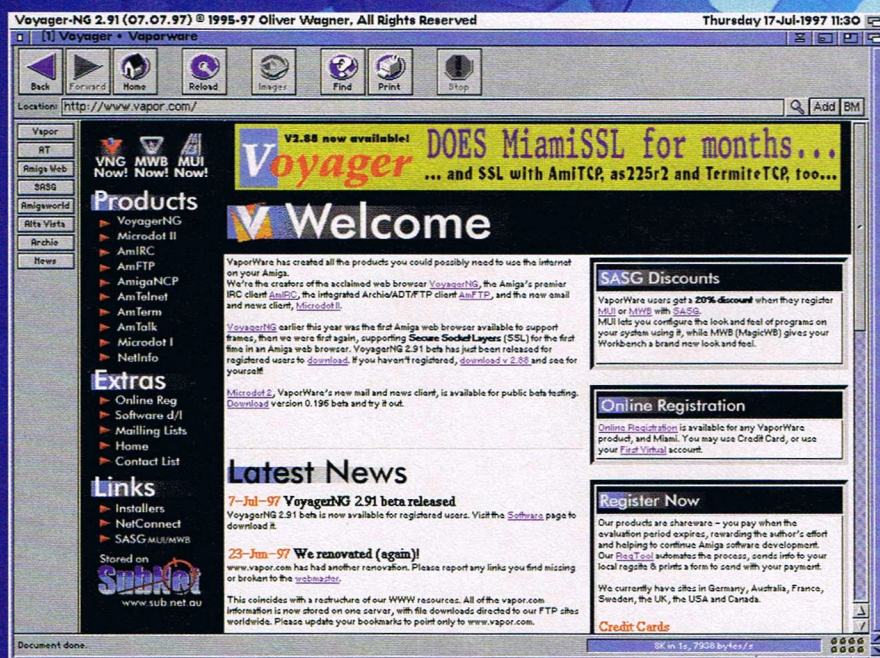 Voyager-NG 2.91 (07.07.97) © 1995-97 Oliver Wagner, All Rights Reserved
Thursday 17-Jul-1997 11:30
[1] Voyager • Vaporware
Back
Forward
Home
Reload
Images
Find
Print
Stop
Location: http://www.vapor.com/
Add
BM
Vapor
AT
Amiga Web
SASG
Amigaworld
Alta Vista
Archie
News
VNG MWB MUI
Now! Now! Now!
Products
VoyagerNG
Microdot II
AmIRC
AmFTP
AmigaNCP
AmTelnet
AmTerm
AmTalk
Microdot I
NetInfo
Extras
Online Reg
Software d/l
Mailling Lists
Home
Contact List
Links
Installers
NetConnect
SASG MUI/MWB
Stored on
SubNet
www.sub.net.au
V2.88 now available!
Voyager
DOES MiamiSSL for months...
... and SSL with AmiTCP, as225r2 and TermiteTCP, too...
V Welcome
VaporWare has created all the products you could possibly need to use the internet
on your Amiga.
We're the creators of the acclaimed web browser VoyagerNG, the Amiga's premier
IRC client AmIRC, the integrated Archie/ADT/FTP client AmFTP, and the new email
and news client, Microdot II.
VoyagerNG earlier this year was the first Amiga web browser available to support
frames, then we were first again, supporting Secure Socket Layers (SSL) for the first
time in an Amiga web browser. VoyagerNG 2.91 beta has just been released for
registered users to download. If you haven't registered, download v 2.88 and see for
yourself!
Microdot 2, VaporWare's new mail and news client, is available for public beta testing.
Download version 0.196 beta and try it out.
Latest News
7-Jul-97 VoyagerNG 2.91 beta released
VoyagerNG 2.91 beta is now available for registered users. Visit the Software page to
download it.
23-Jun-97 We renovated (again)!
www.vapor.com has had another renovation. Please report any links you find missing
or broken to the webmaster.
This coincides with a restructure of our WWW resources. All of the vapor.com
information is now stored on one server, with file downloads directed to our FTP sites
worldwide. Please update your bookmarks to point only to www.vapor.com.
SASG Discounts
VaporWare users get a 20% discount when they register
MUI or MWB with SASG.
MUI lets you configure the look and feel of programs on
your system using it, while MWB (MagicWB) gives your
Workbench a brand new look and feel.
Online Registration
Online Registration is available for any VaporWare
product, and Miami. You may use Credit Card, or use
your First Virtual account.
Register Now
Our products are shareware – you pay when the
evaluation period expires, rewarding the author's effort
and helping to continue Amiga software development.
Our RegTool automates the process, sends info to your
local regsite & prints a form to send with your payment.
We currently have sites in Germany, Australia, France,
Sweden, the UK, the USA and Canada.
Credit Cards
Document done.
8K in 1s, 7938 bytes/s